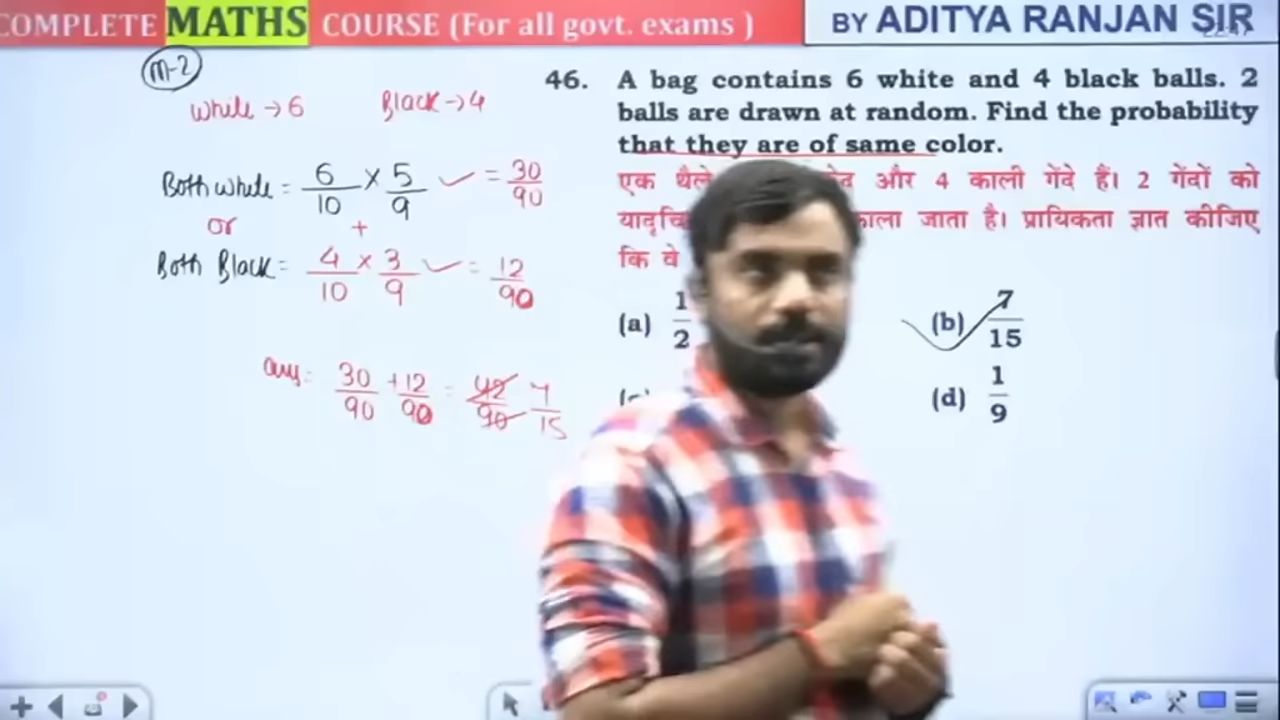 COMPLETE MATHS COURSE (For all govt. exams )
BY ADITYA RANJAN SIR
M-2
White → 6 Black → 4
Both White = 6/10 × 5/9 ✓ = 30/90
or +
Both Black = 4/10 × 3/9 ✓ = 12/90
Ans = 30/90 + 12/90 = 42/90 7/15
46. A bag contains 6 white and 4 black balls. 2
balls are drawn at random. Find the probability
that they are of same color.
एक थैले और 4 काली गेंदे हैं। 2 गेंदों को
जाता है। प्रायिकता ज्ञात कीजिए
कि वे
(a) 1/2 (b) 7/15
(d) 1/9